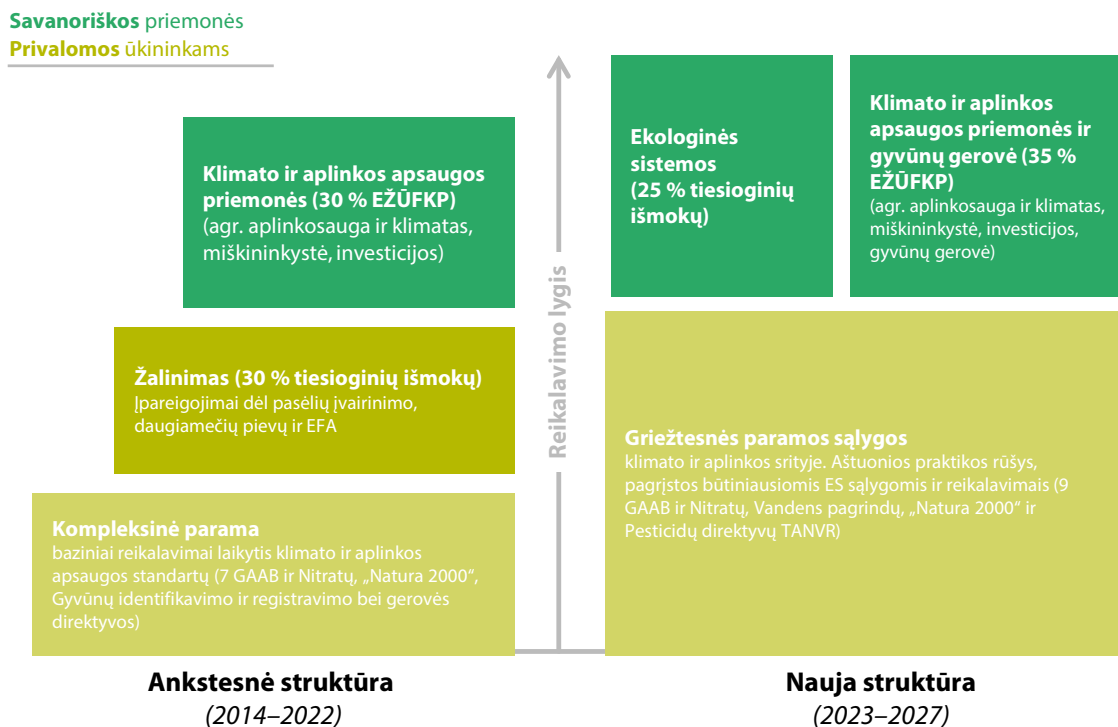 Savanoriškos priemonės
Privalomos ūkininkams
Klimato ir aplinkos apsaugos
priemonės (30 % EŽŪFKP)
(agr. aplinkosauga ir klimatas,
miškininkystė, investicijos)
Žalinimas (30 % tiesioginių išmokų)
Įpareigojimai dėl pasėlių įvairinimo,
daugiamečių pievų ir EFA
Kompleksinė parama
baziniai reikalavimai laikytis klimato ir aplinkos
apsaugos standartų (7 GAAB ir Nitratų, „Natura 2000“,
Gyvūnų identifikavimo ir registravimo bei gerovės
direktyvos)
Ankstesnė struktūra
(2014–2022)
Reikalavimo lygis
Ekologinės
sistemos
(25 % tiesioginių
išmokų)
Klimato ir aplinkos
apsaugos priemonės ir
gyvūnų gerovė (35 %
EŽŪFKP)
(agr. aplinkosauga ir klimatas,
miškininkystė, investicijos,
gyvūnų gerovė)
Griežtesnės paramos sąlygos
klimato ir aplinkos srityje. Aštuonios praktikos rūšys,
pagrįstos būtiniausiomis ES sąlygomis ir reikalavimais (9
GAAB ir Nitratų, Vandens pagrindų, „Natura 2000“ ir
Pesticidų direktyvų TANVR)
Nauja struktūra
(2023–2027)